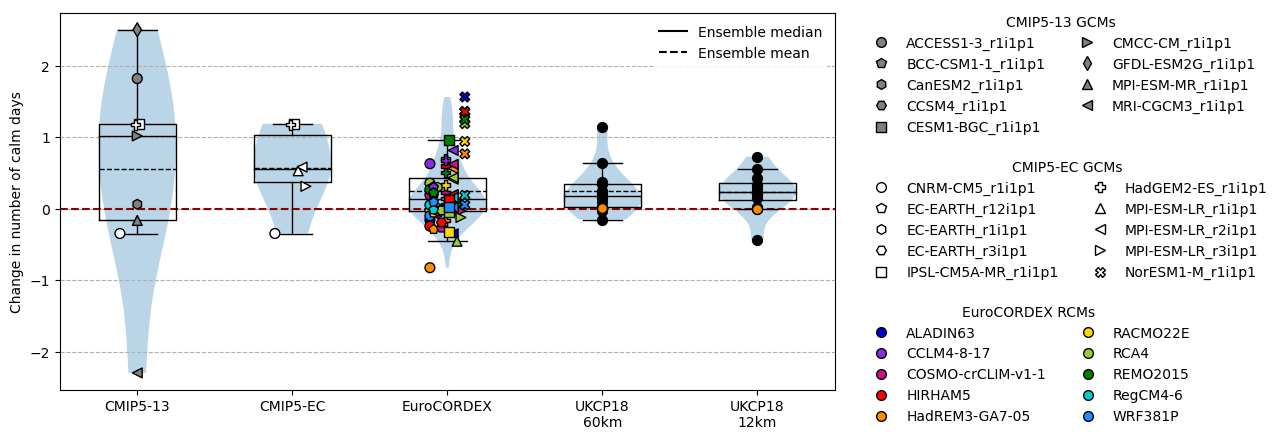 Change in number of calm days
2
1
0
−1
−2
CMIP5-13
CMIP5-EC
EuroCORDEX
UKCP18
60km
UKCP18
12km
Ensemble median
Ensemble mean
CMIP5-13 GCMs
ACCESS1-3_r1i1p1
BCC-CSM1-1_r1i1p1
CanESM2_r1i1p1
CCSM4_r1i1p1
CESM1-BGC_r1i1p1
CMCC-CM_r1i1p1
GFDL-ESM2G_r1i1p1
MPI-ESM-MR_r1i1p1
MRI-CGCM3_r1i1p1
CMIP5-EC GCMs
CNRM-CM5_r1i1p1
EC-EARTH_r12i1p1
EC-EARTH_r1i1p1
EC-EARTH_r3i1p1
IPSL-CM5A-MR_r1i1p1
HadGEM2-ES_r1i1p1
MPI-ESM-LR_r1i1p1
MPI-ESM-LR_r2i1p1
MPI-ESM-LR_r3i1p1
NorESM1-M_r1i1p1
EuroCORDEX RCMs
ALADIN63
CCLM4-8-17
COSMO-crCLIM-v1-1
HIRHAM5
HadREM3-GA7-05
RACMO22E
RCA4
REMO2015
RegCM4-6
WRF381P